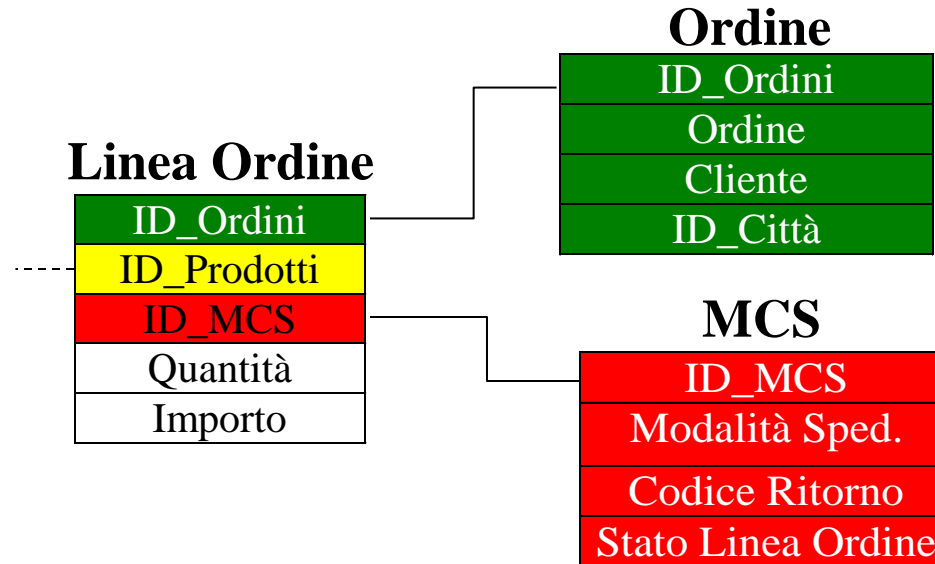 Ordine
ID_Ordini
Ordine
Cliente
ID_Città
Linea Ordine
ID_Ordini
ID_Prodotti
ID_MCS
Quantità
Importo
MCS
ID_MCS
Modalità Sped.
Codice Ritorno
Stato Linea Ordine